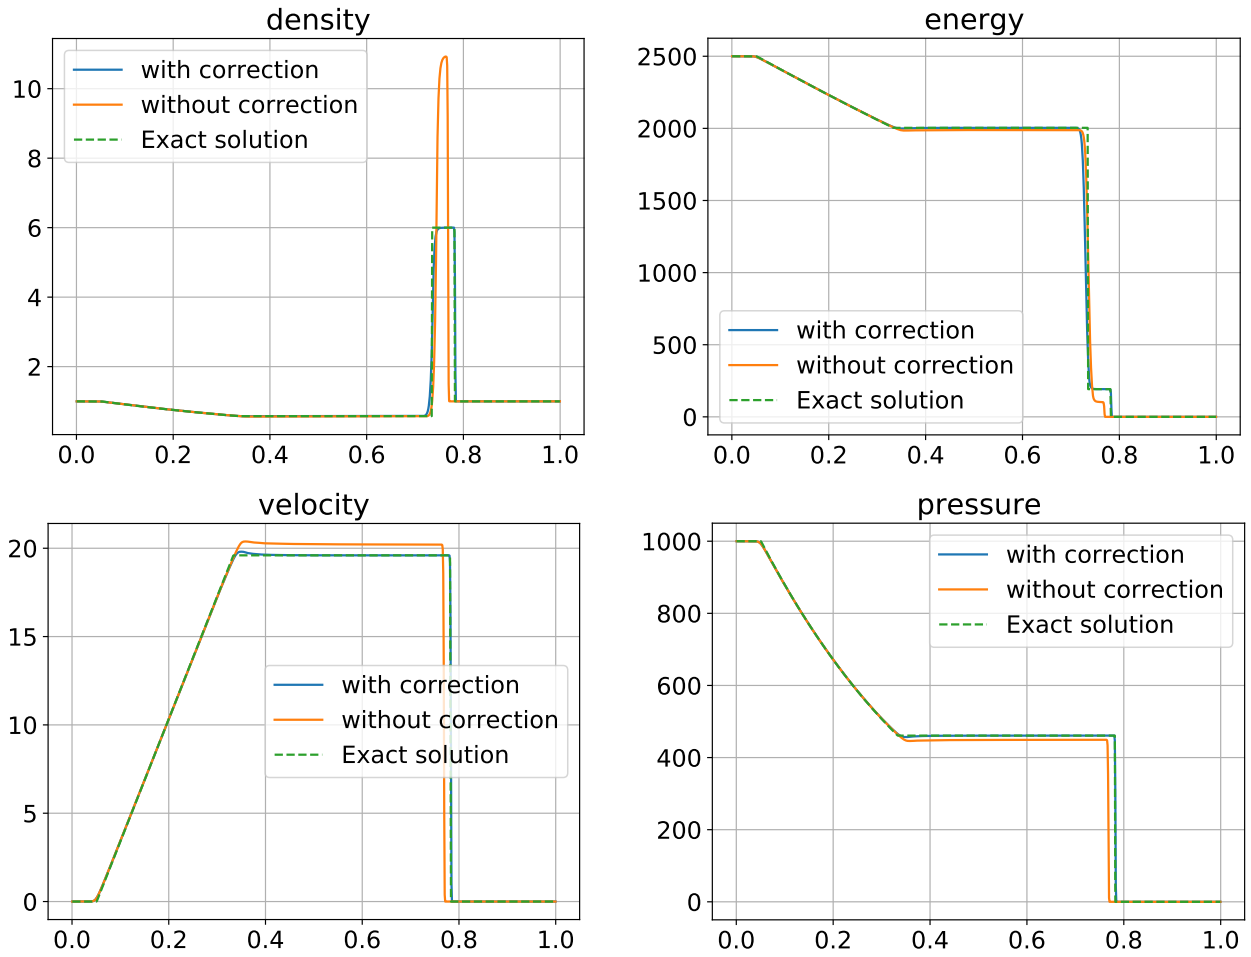 density
with correction
without correction
Exact solution
10
8
6
4
2
0.0 0.2 0.4 0.6 0.8 1.0
energy
2500
2000
1500
1000
500
0
with correction
without correction
Exact solution
0.0 0.2 0.4 0.6 0.8 1.0
velocity
20
15
10
5
0
with correction
without correction
Exact solution
0.0 0.2 0.4 0.6 0.8 1.0
pressure
with correction
without correction
Exact solution
1000
800
600
400
200
0
0.0 0.2 0.4 0.6 0.8 1.0